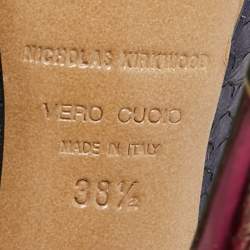 NICHOLAS KIRKWOOD
VERO CUOIO
MADE IN ITALY
38½